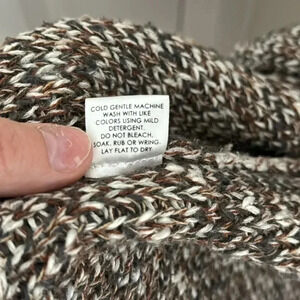 COLD GENTLE MACHINE
WASH WITH LIKE
COLORS USING MILD
DETERGENT.
DO NOT BLEACH,
SOAK, RUB OR WRING.
LAY FLAT TO DRY